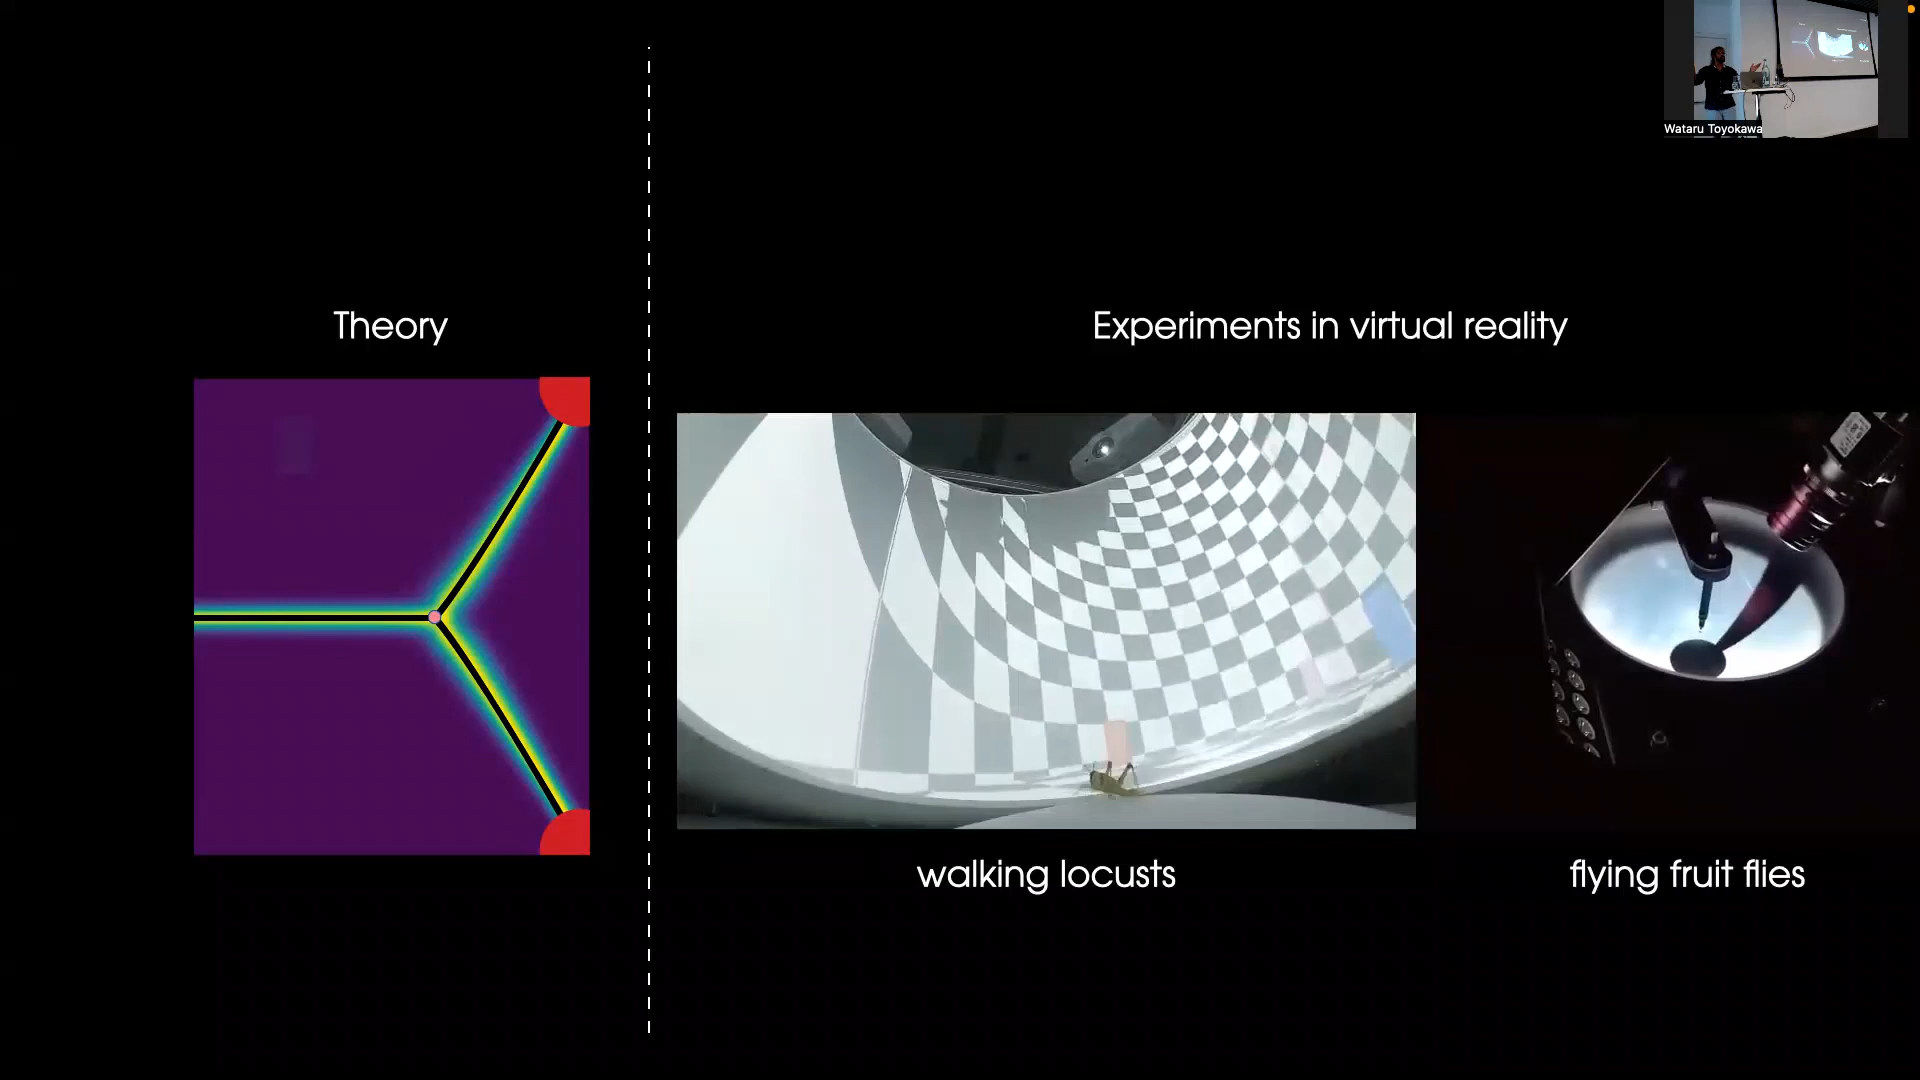 Wataru Toyokawa
Theory
Experiments in virtual reality
walking locusts
flying fruit flies